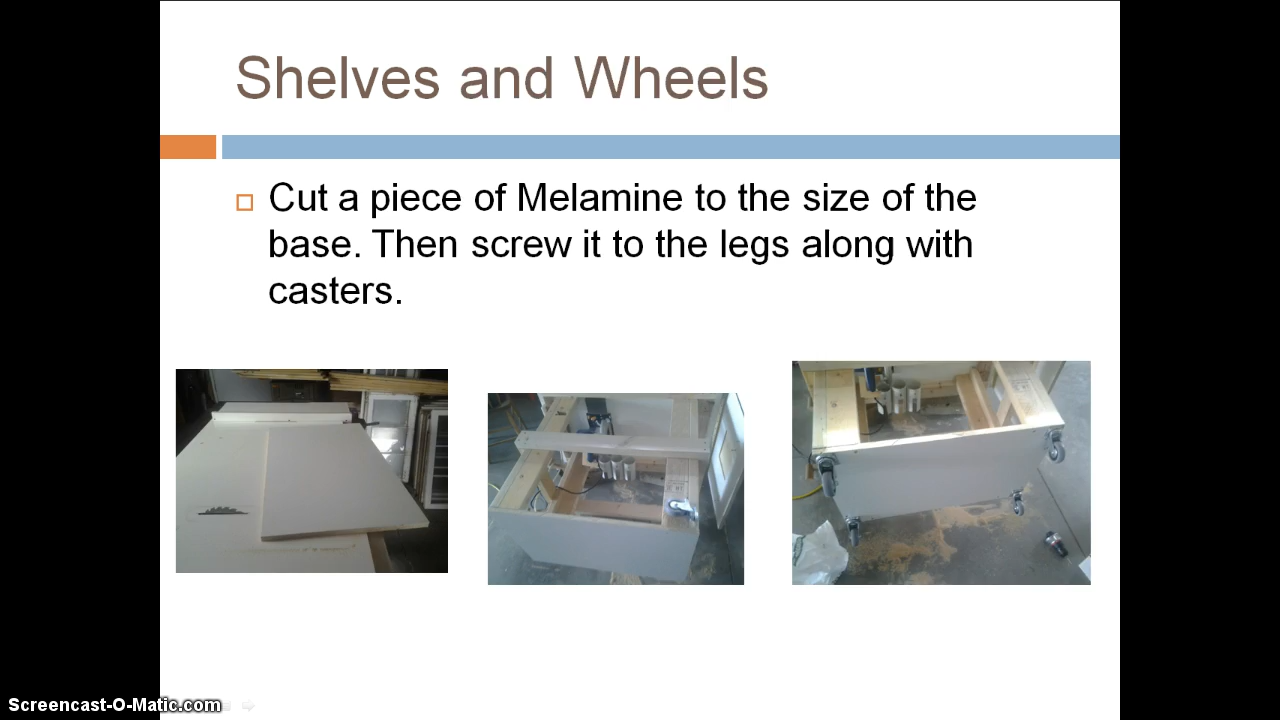 Shelves and Wheels
Cut a piece of Melamine to the size of the
base. Then screw it to the legs along with
casters.
Screencast-O-Matic.com